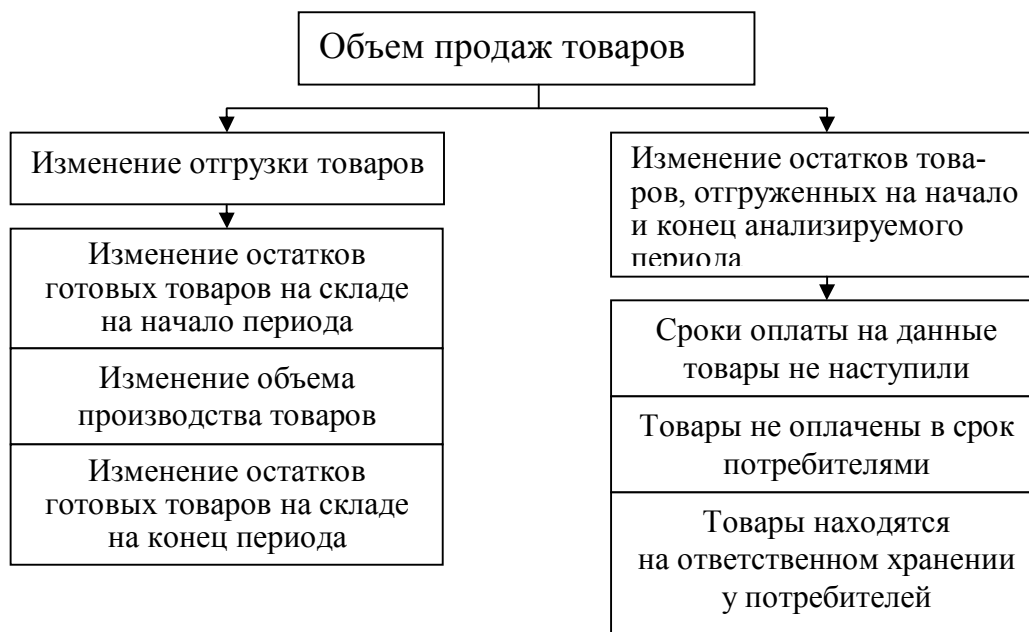 Объем продаж товаров
Изменение отгрузки товаров
Изменение остатков
готовых товаров на складе
на начало периода
Изменение объема
производства товаров
Изменение остатков
готовых товаров на складе
на конец периода
Изменение остатков това-
ров, отгруженных на начало
и конец анализируемого
периода
Сроки оплаты на данные
товары не наступили
Товары не оплачены в срок
потребителями
Товары находятся
на ответственном хранении
у потребителей